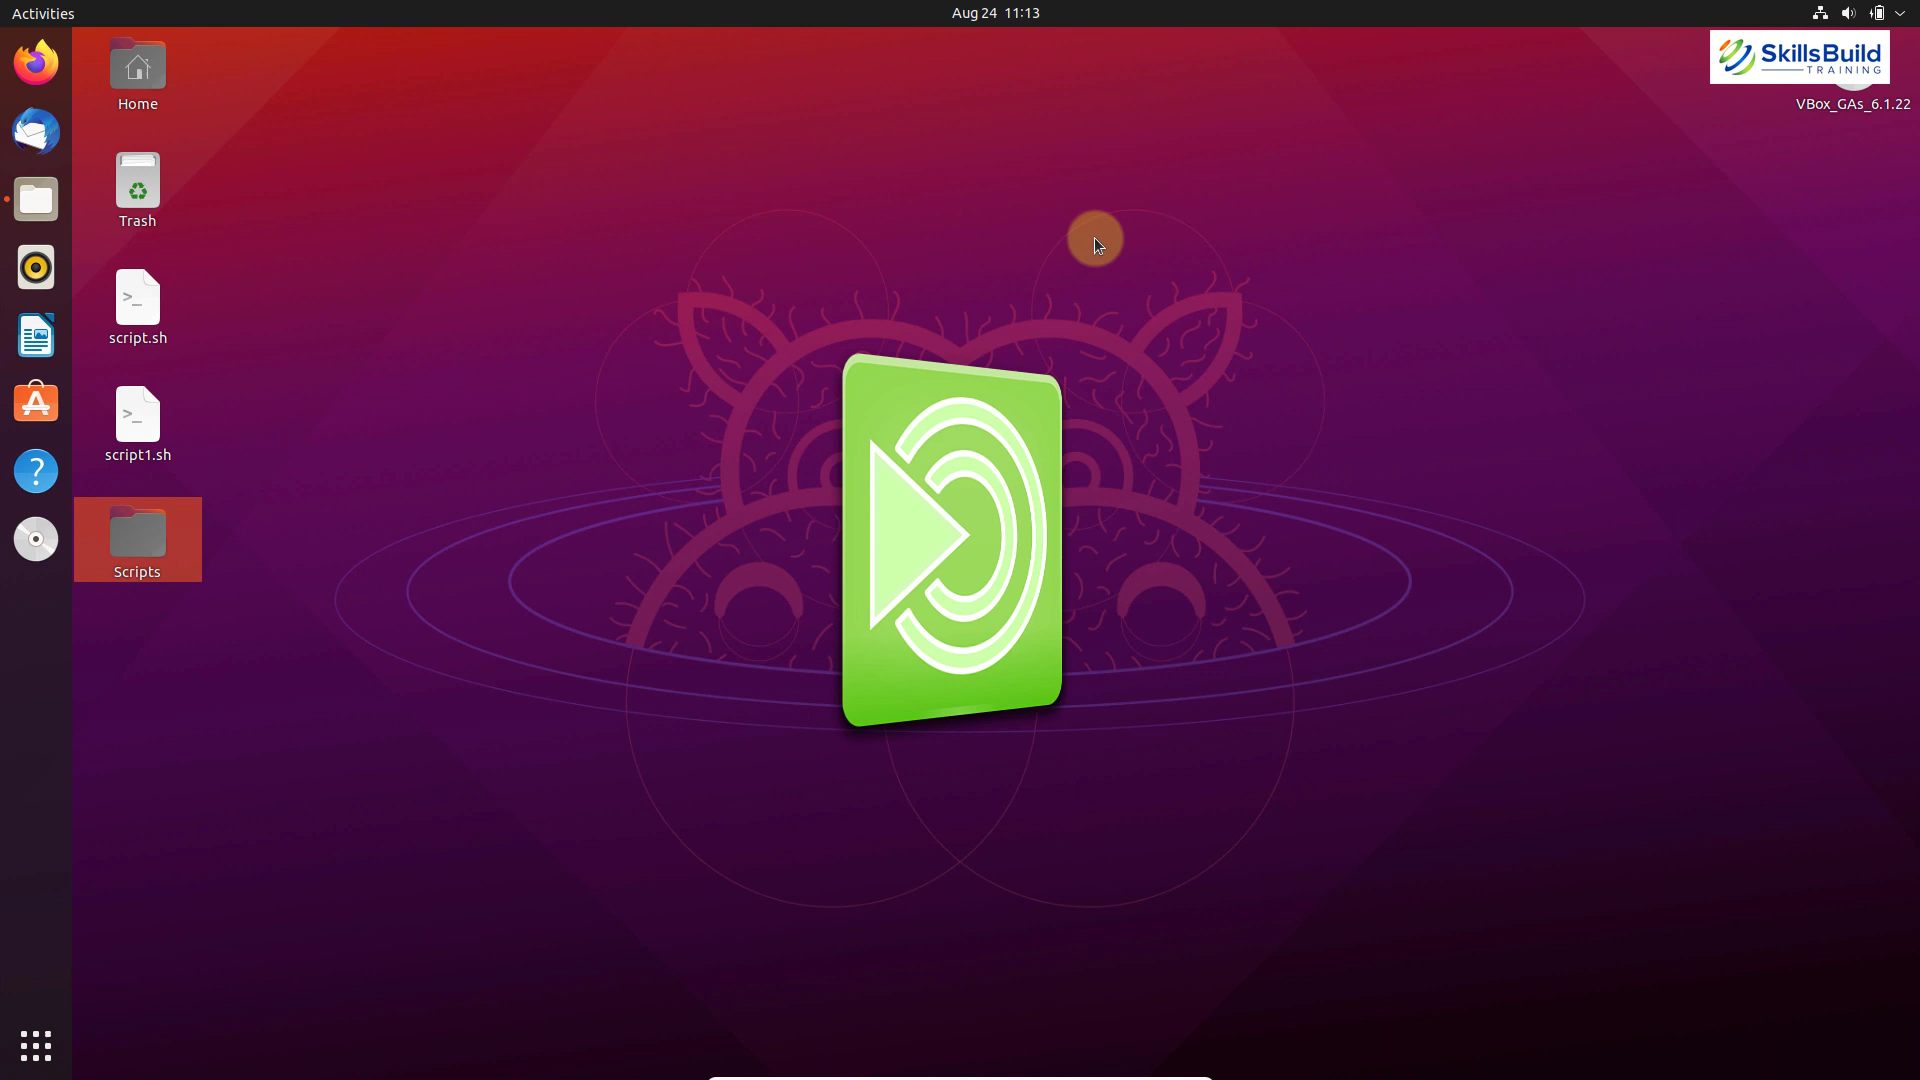 Activities
Aug 24 11:13
SkillsBuild
TRAINING
Home
VBox_GAs_6.1.22
Trash
script.sh
>_
script1.sh
>_
Scripts
?